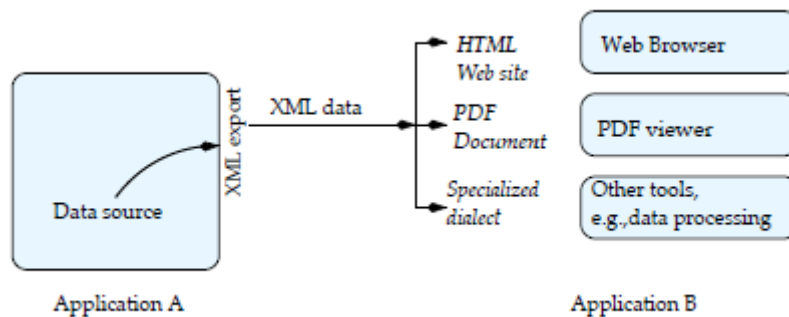 HTML
Web site
Web Browser
XML export
XML data
PDF
Document
PDF viewer
Data source
Specialized
dialect
Other tools,
e.g.,data processing
Application A
Application B